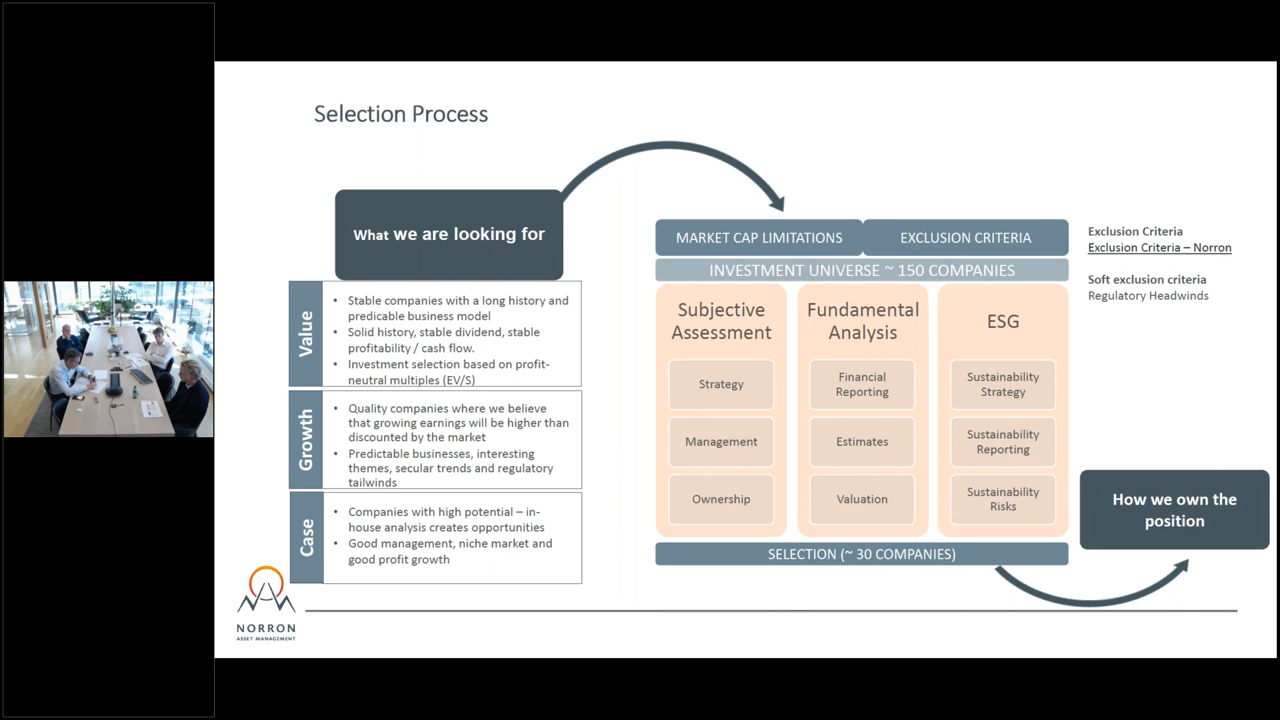 Selection Process
What we are looking for
Value
• Stable companies with a long history and
predicable business model
• Solid history, stable dividend, stable
profitability / cash flow.
• Investment selection based on profit-
neutral multiples (EV/S)
Growth
• Quality companies where we believe
that growing earnings will be higher than
discounted by the market
• Predictable businesses, interesting
themes, secular trends and regulatory
tailwinds
Case
• Companies with high potential – in-
house analysis creates opportunities
• Good management, niche market and
good profit growth
MARKET CAP LIMITATIONS
EXCLUSION CRITERIA
INVESTMENT UNIVERSE ~ 150 COMPANIES
Subjective
Assessment
Strategy
Management
Ownership
Fundamental
Analysis
Financial
Reporting
Estimates
Valuation
ESG
Sustainability
Strategy
Sustainability
Reporting
Sustainability
Risks
SELECTION (~ 30 COMPANIES)
Exclusion Criteria
Exclusion Criteria – Norron
Soft exclusion criteria
Regulatory Headwinds
How we own the
position
NORRON
ASSET MANAGEMENT